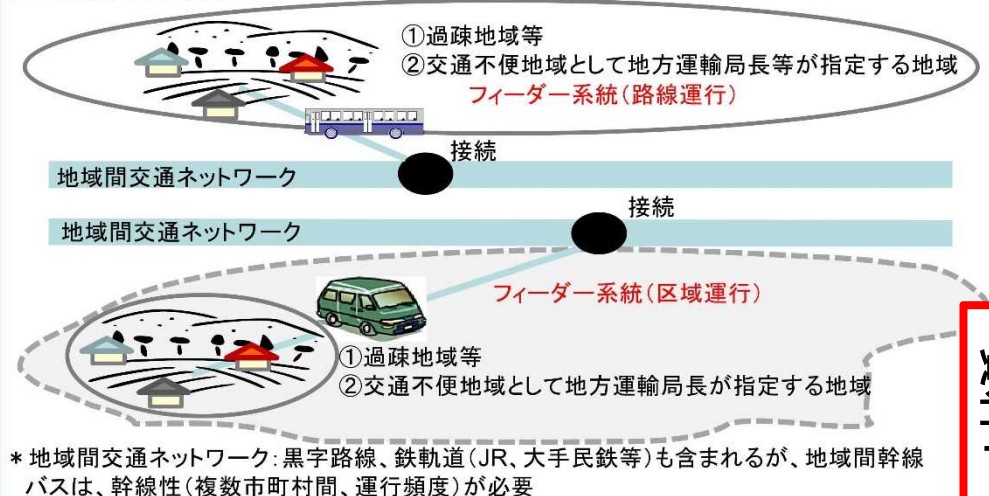 ①過疎地域等
②交通不便地域として地方運輸局長等が指定する地域
フィーダー系統(路線運行)
接続
地域間交通ネットワーク
接続
地域間交通ネットワーク
フィーダー系統(区域運行)
①過疎地域等
②交通不便地域として地方運輸局長が指定する地域
*地域間交通ネットワーク:黒字路線、鉄軌道(JR、大手民鉄等)も含まれるが、地域間幹線
バスは、幹線性(複数市町村間、運行頻度)が必要